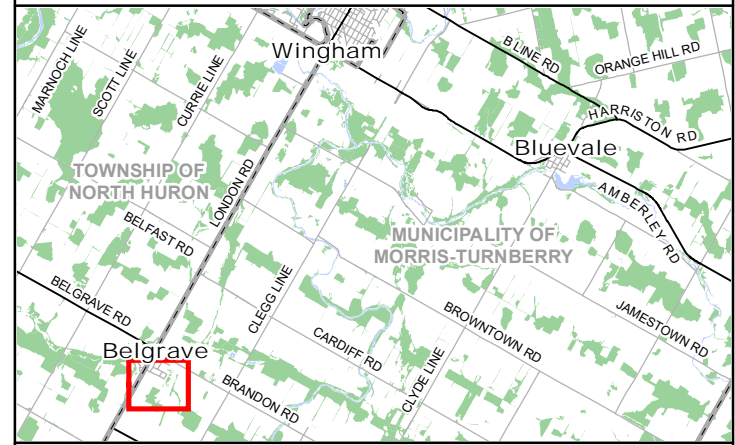 Wingham
B LINE RD
ORANGE HILL RD
MARNOCH LINE
SCOTT LINE
CURRIE LINE
HARRISTON RD
Bluevale
TOWNSHIP OF
NORTH HURON
LONDON RD
AMBERLEY RD
BELFAST RD
MUNICIPALITY OF
MORRIS-TURNBERRY
BELGRAVE RD
CLEGG LINE
BROWNTOWN RD
JAMESTOWN RD
CARDIFF RD
Belgrave
CLYDE LINE
BRANDON RD